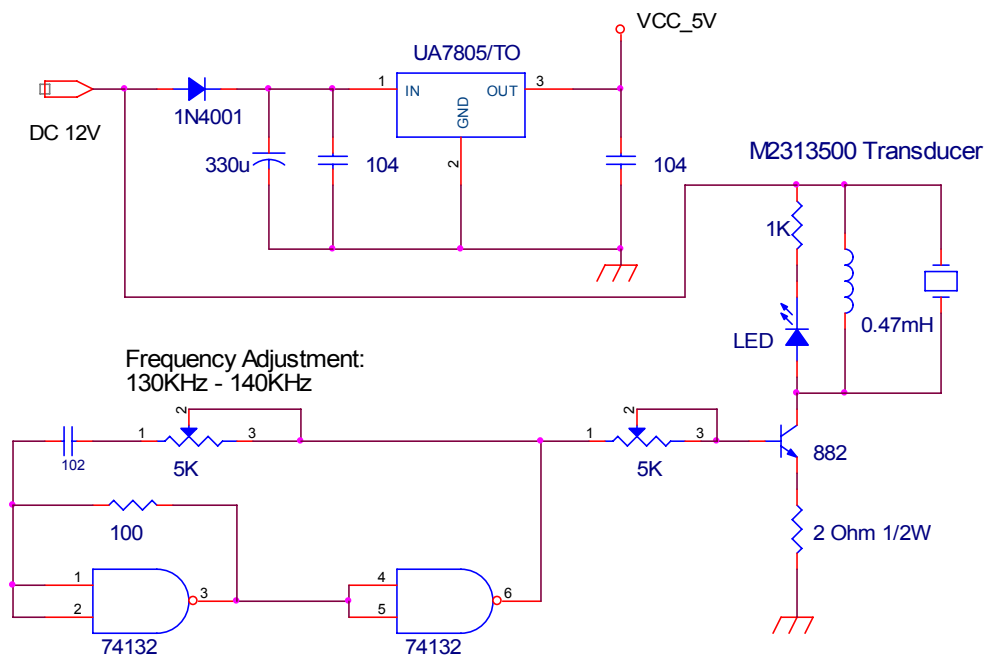 VCC_5V
UA7805/TO
1
IN
OUT
3
GND
2
DC 12V
1N4001
330u
104
104
M2313500 Transducer
1K
LED
0.47mH
Frequency Adjustment:
130KHz - 140KHz
2
1
3
5K
102
2
1
3
5K
882
100
2 Ohm 1/2W
1
2
3
74132
4
5
6
74132